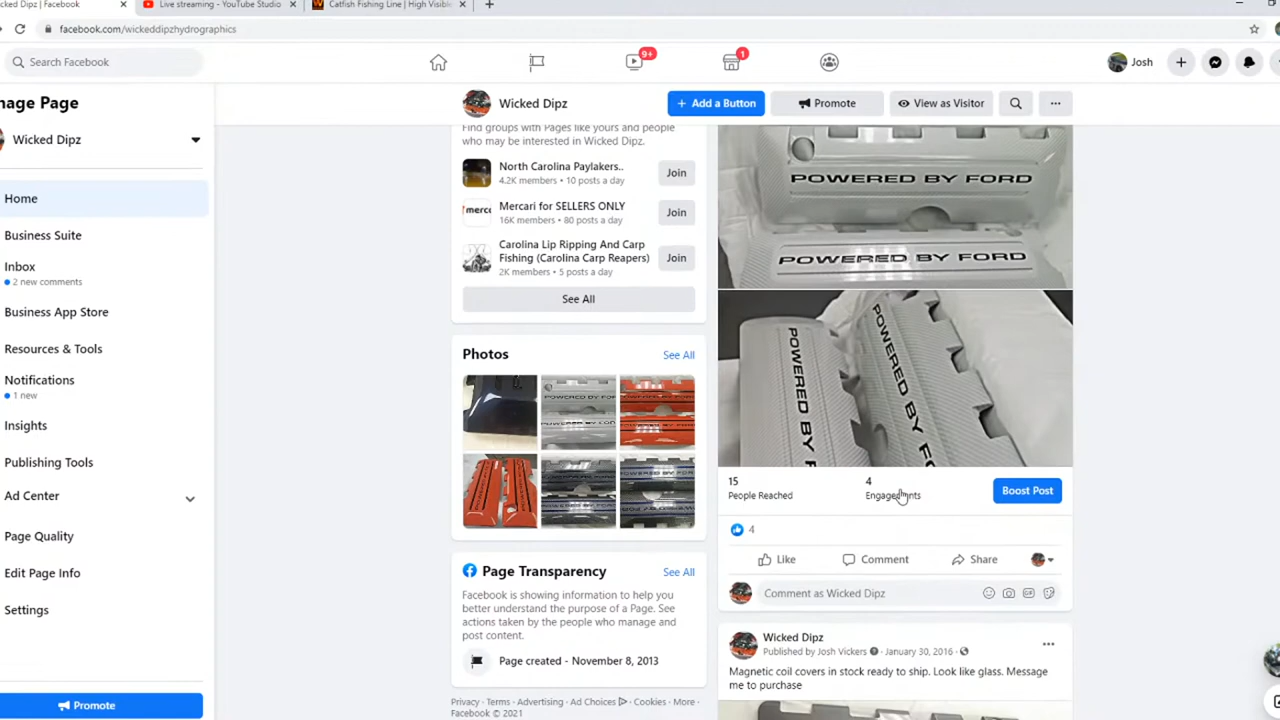 cked Dipz | Facebook
Live streaming - YouTube Studio
Catfish Fishing Line | High Visible
facebook.com/wickeddipzhydrographics
Search Facebook
9+
1
Josh
nage Page
Wicked Dipz
Home
Business Suite
Inbox
2 new comments
Business App Store
Resources & Tools
Notifications
1 new
Insights
Publishing Tools
Ad Center
Page Quality
Edit Page Info
Settings
Promote
Wicked Dipz
Add a Button
Promote
View as Visitor
Find groups with Pages like yours and people
who may be interested in Wicked Dipz.
North Carolina Paylakers..
4.2K members • 10 posts a day
Join
merc
Mercari for SELLERS ONLY
16K members • 80 posts a day
Join
Carolina Lip Ripping And Carp
Fishing (Carolina Carp Reapers)
2K members • 5 posts a day
Join
See All
Photos
See All
POWERED BY FORD
Page Transparency
See All
Facebook is showing information to help you
better understand the purpose of a Page. See
actions taken by the people who manage and
post content.
Page created - November 8, 2013
Privacy · Terms · Advertising · Ad Choices · Cookies · More ·
Facebook © 2021
POWERED BY FORD
POWERED BY FORD
POWERED BY F
POWERED BY F
15
People Reached
4
Engagements
Boost Post
4
Like
Comment
Share
Comment as Wicked Dipz
GIF
Wicked Dipz
Published by Josh Vickers · January 30, 2016 ·
Magnetic coil covers in stock ready to ship. Look like glass. Message
me to purchase